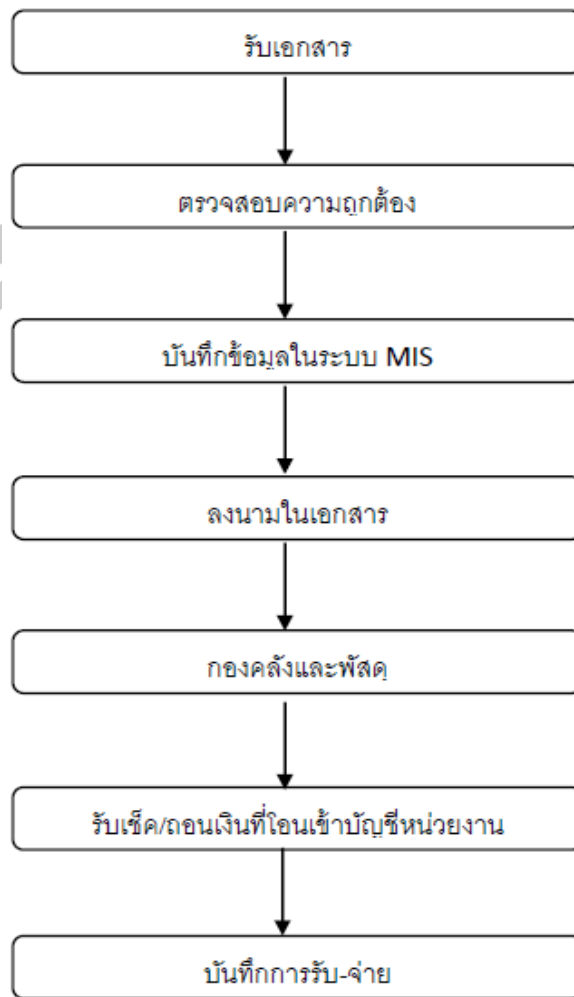 รับเอกสาร
ตรวจสอบความถูกต้อง
บันทึกข้อมูลในระบบ MIS
ลงนามในเอกสาร
กองคลังและพัสดุ
รับเช็ค/ถอนเงินที่โอนเข้าบัญชีหน่วยงาน
บันทึกการรับ-จ่าย